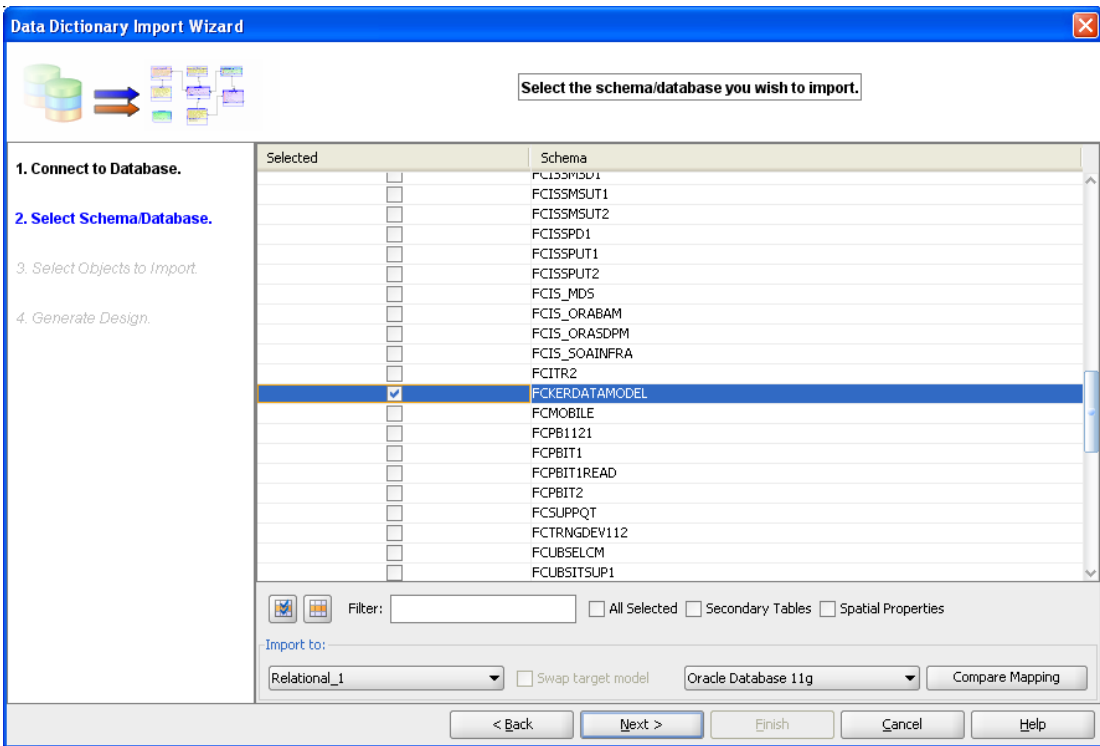 Data Dictionary Import Wizard
Select the schema/database you wish to import.
1. Connect to Database.
2. Select Schema/Database.
3. Select Objects to Import.
4. Generate Design.
Selected Schema
FCISSMSD1
FCISSMSUT1
FCISSMSUT2
FCISSPD1
FCISSPUT1
FCISSPUT2
FCIS_MDS
FCIS_ORABAM
FCIS_ORASDPM
FCIS_SOAINFRA
FCITR2
FCKERDATAMODEL
FCMOBILE
FCPB1121
FCPBIT1
FCPBIT1READ
FCPBIT2
FCSUPPQT
FCTRNGDEV112
FCUBSELCM
FCUBSITSUP1
Filter: All Selected Secondary Tables Spatial Properties
Import to:
Relational_1 Swap target model Oracle Database 11g Compare Mapping
< Back Next > Finish Cancel Help